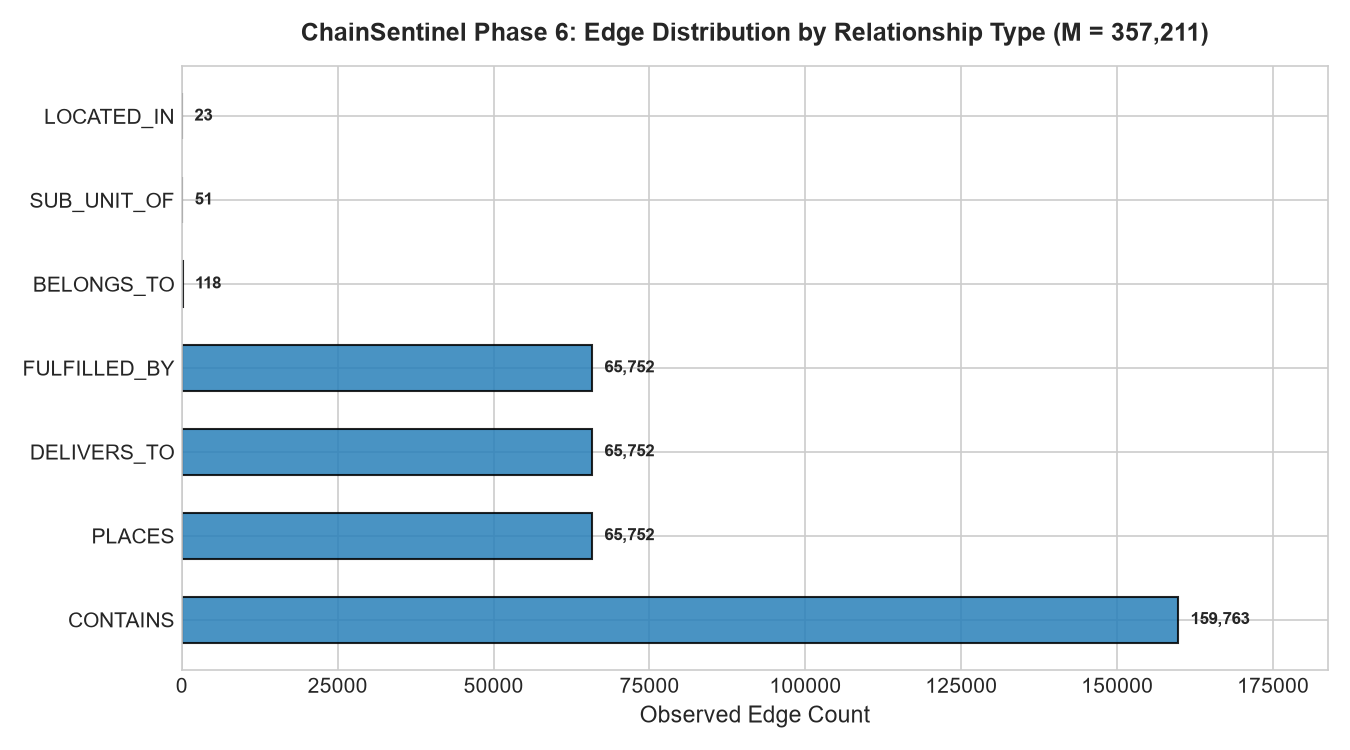 ChainSentinel Phase 6: Edge Distribution by Relationship Type (M = 357,211)
LOCATED_IN 23
SUB_UNIT_OF 51
BELONGS_TO 118
FULFILLED_BY 65,752
DELIVERS_TO 65,752
PLACES 65,752
CONTAINS 159,763
0 25000 50000 75000 100000 125000 150000 175000
Observed Edge Count